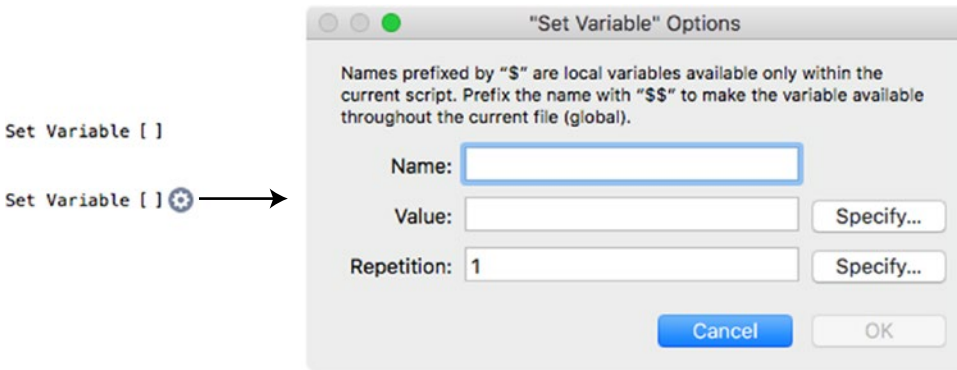 "Set Variable" Options
Names prefixed by “$” are local variables available only within the
current script. Prefix the name with “$$” to make the variable available
throughout the current file (global).
Set Variable [ ]
Name:
Set Variable [ ]
Value:
Specify...
Repetition:
1
Specify...
Cancel
OK